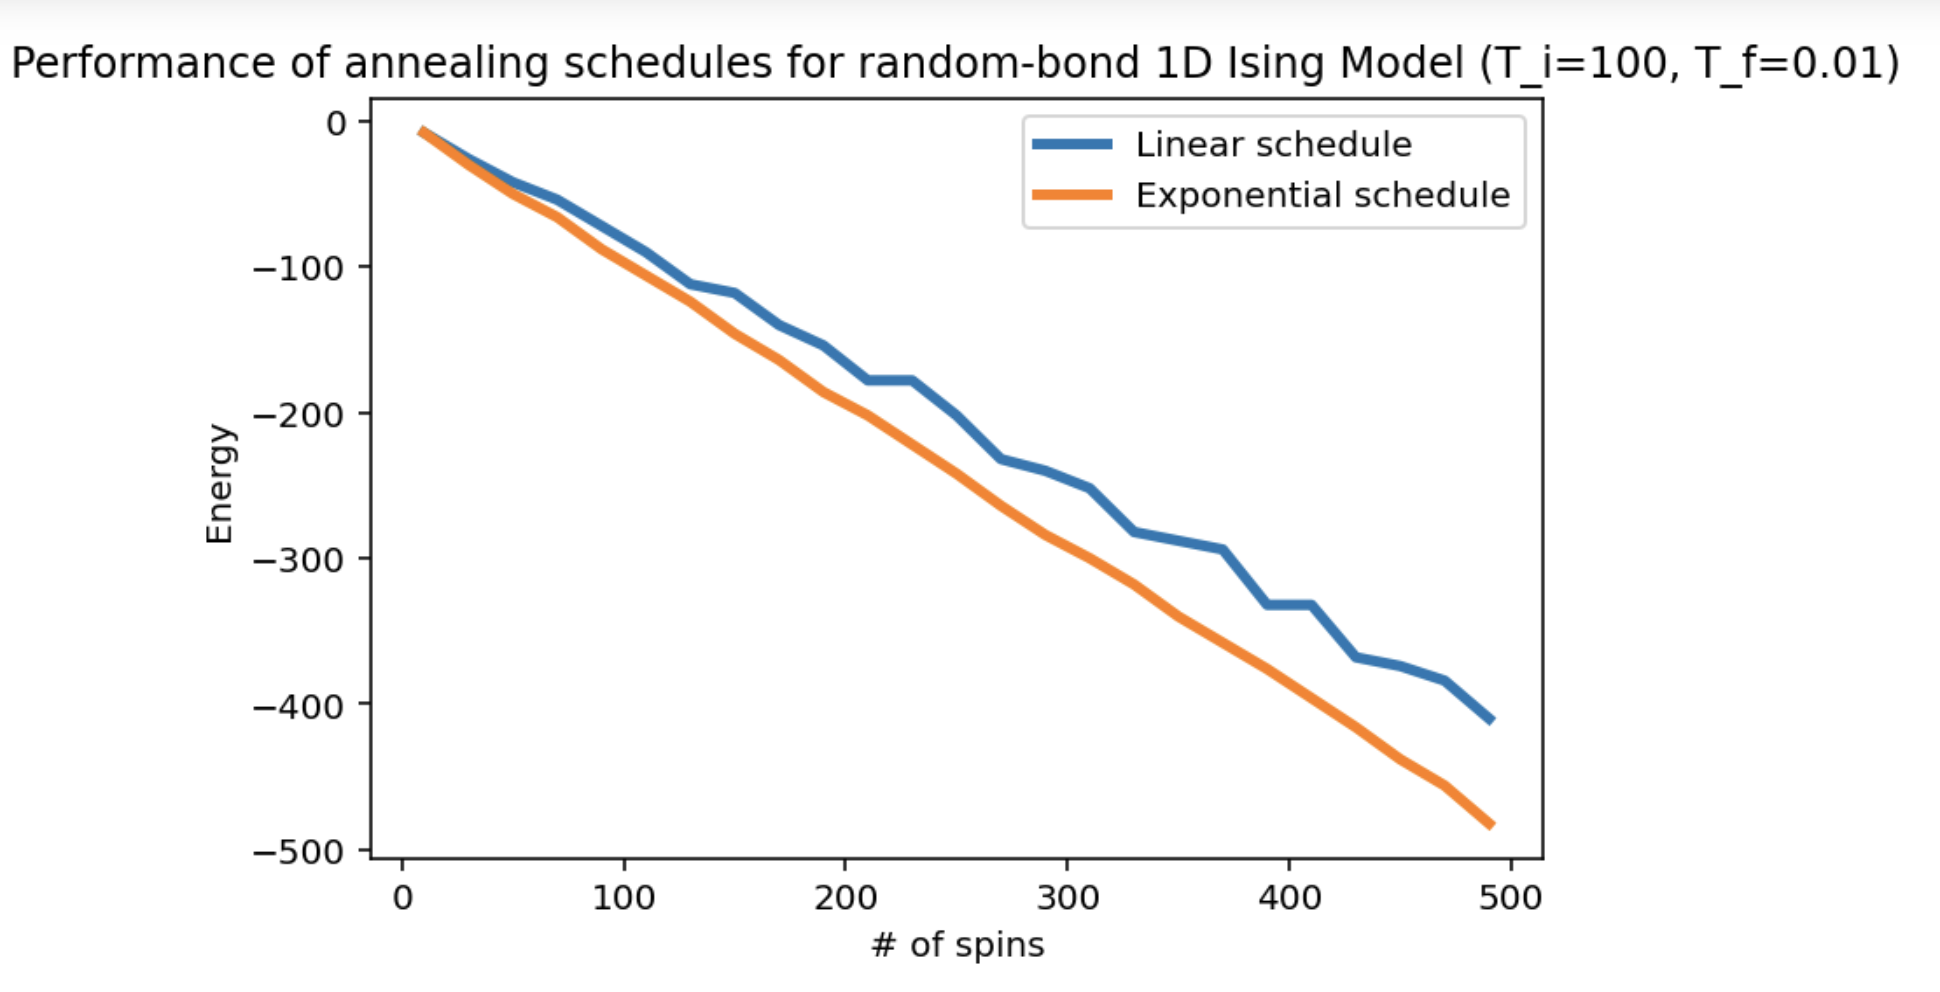 Performance of annealing schedules for random-bond 1D Ising Model (T_i=100, T_f=0.01)
Linear schedule
Exponential schedule
0
−100
−200
−300
−400
−500
Energy
0 100 200 300 400 500
# of spins